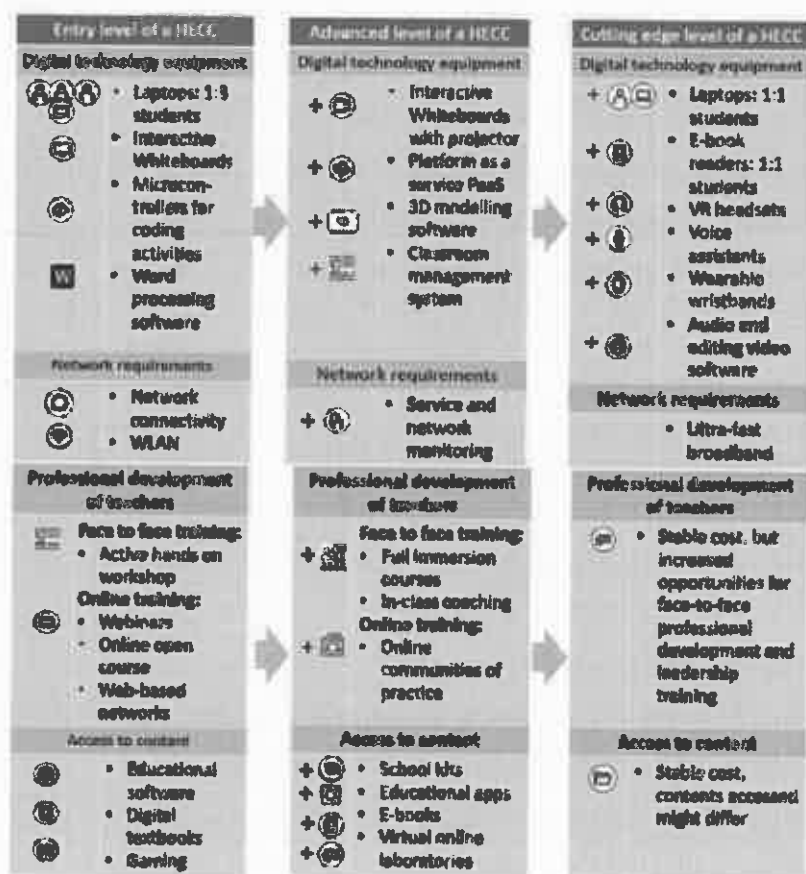 Entry level of a HECC
Digital technology equipment
• Laptops: 1:3
students
• Interactive
Whiteboards
• Microcon-
trollers for
coding
activities
W
• Word
processing
software
Network requirements
• Network
connectivity
• WLAN
Professional development
of teachers
Face to face training:
• Active hands on
workshop
Online training:
• Webinars
• Online open
course
• Web-based
networks
Access to content
• Educational
software
• Digital
textbooks
• Gaming
Advanced level of a HECC
Digital technology equipment
+ • Interactive
Whiteboards
with projector
+ • Platform as a
service PaaS
+ • 3D modelling
software
+ • Classroom
management
system
Network requirements
+ • Service and
network
monitoring
Professional development
of teachers
Face to face training:
+ • Full immersion
courses
• In-class coaching
Online training:
+ • Online
communities of
practice
Access to content
+ • School kits
+ • Educational apps
+ • E-books
+ • Virtual online
laboratories
Cutting edge level of a HECC
Digital technology equipment
+ • Laptops: 1:1
students
+ • E-book
readers: 1:1
students
+ • VR headsets
+ • Voice
assistants
+ • Wearable
wristbands
+ • Audio and
editing video
software
Network requirements
• Ultra-fast
broadband
Professional development
of teachers
• Stable cost, but
increased
opportunities for
face-to-face
professional
development and
leadership
training
Access to content
• Stable cost,
contents accessed
might differ